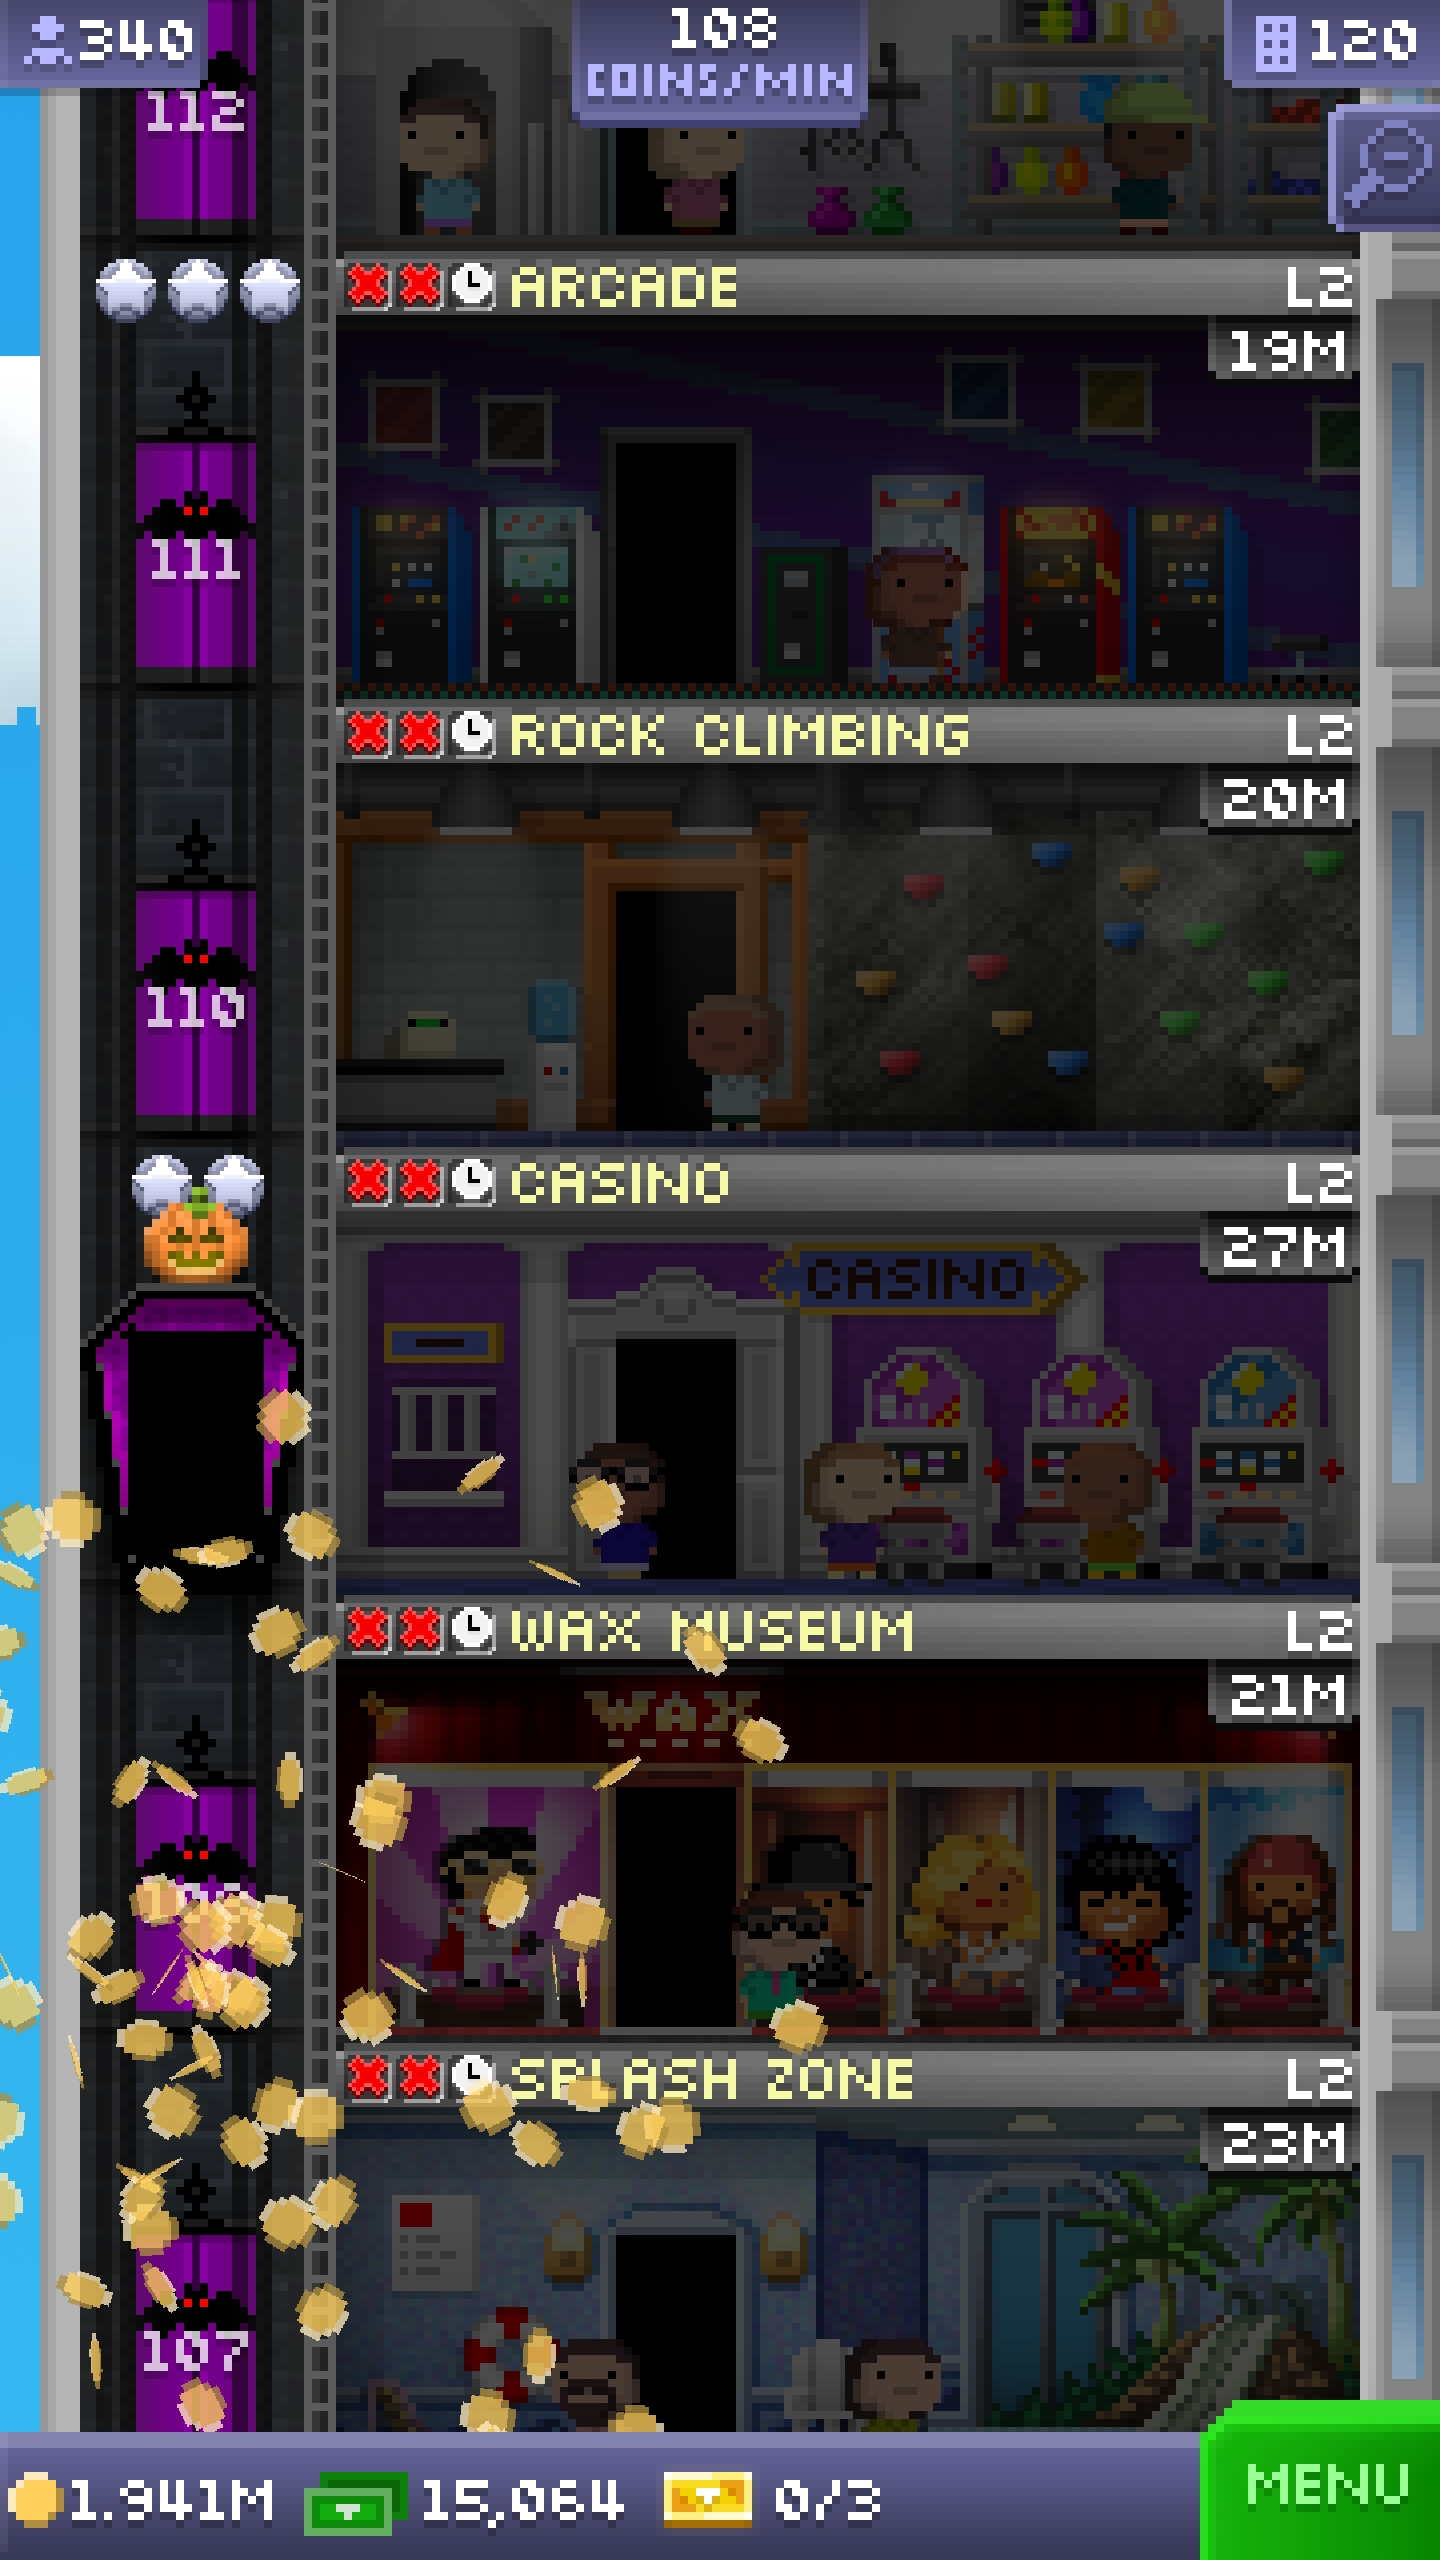 340
108
COINS/MIN
120
112
ARCADE L2
19M
111
ROCK CLIMBING L2
20M
110
CASINO L2
27M
CASINO
WAX MUSEUM L2
21M
WAX
SPLASH ZONE L2
23M
107
1.941M 15,064 0/3
MENU